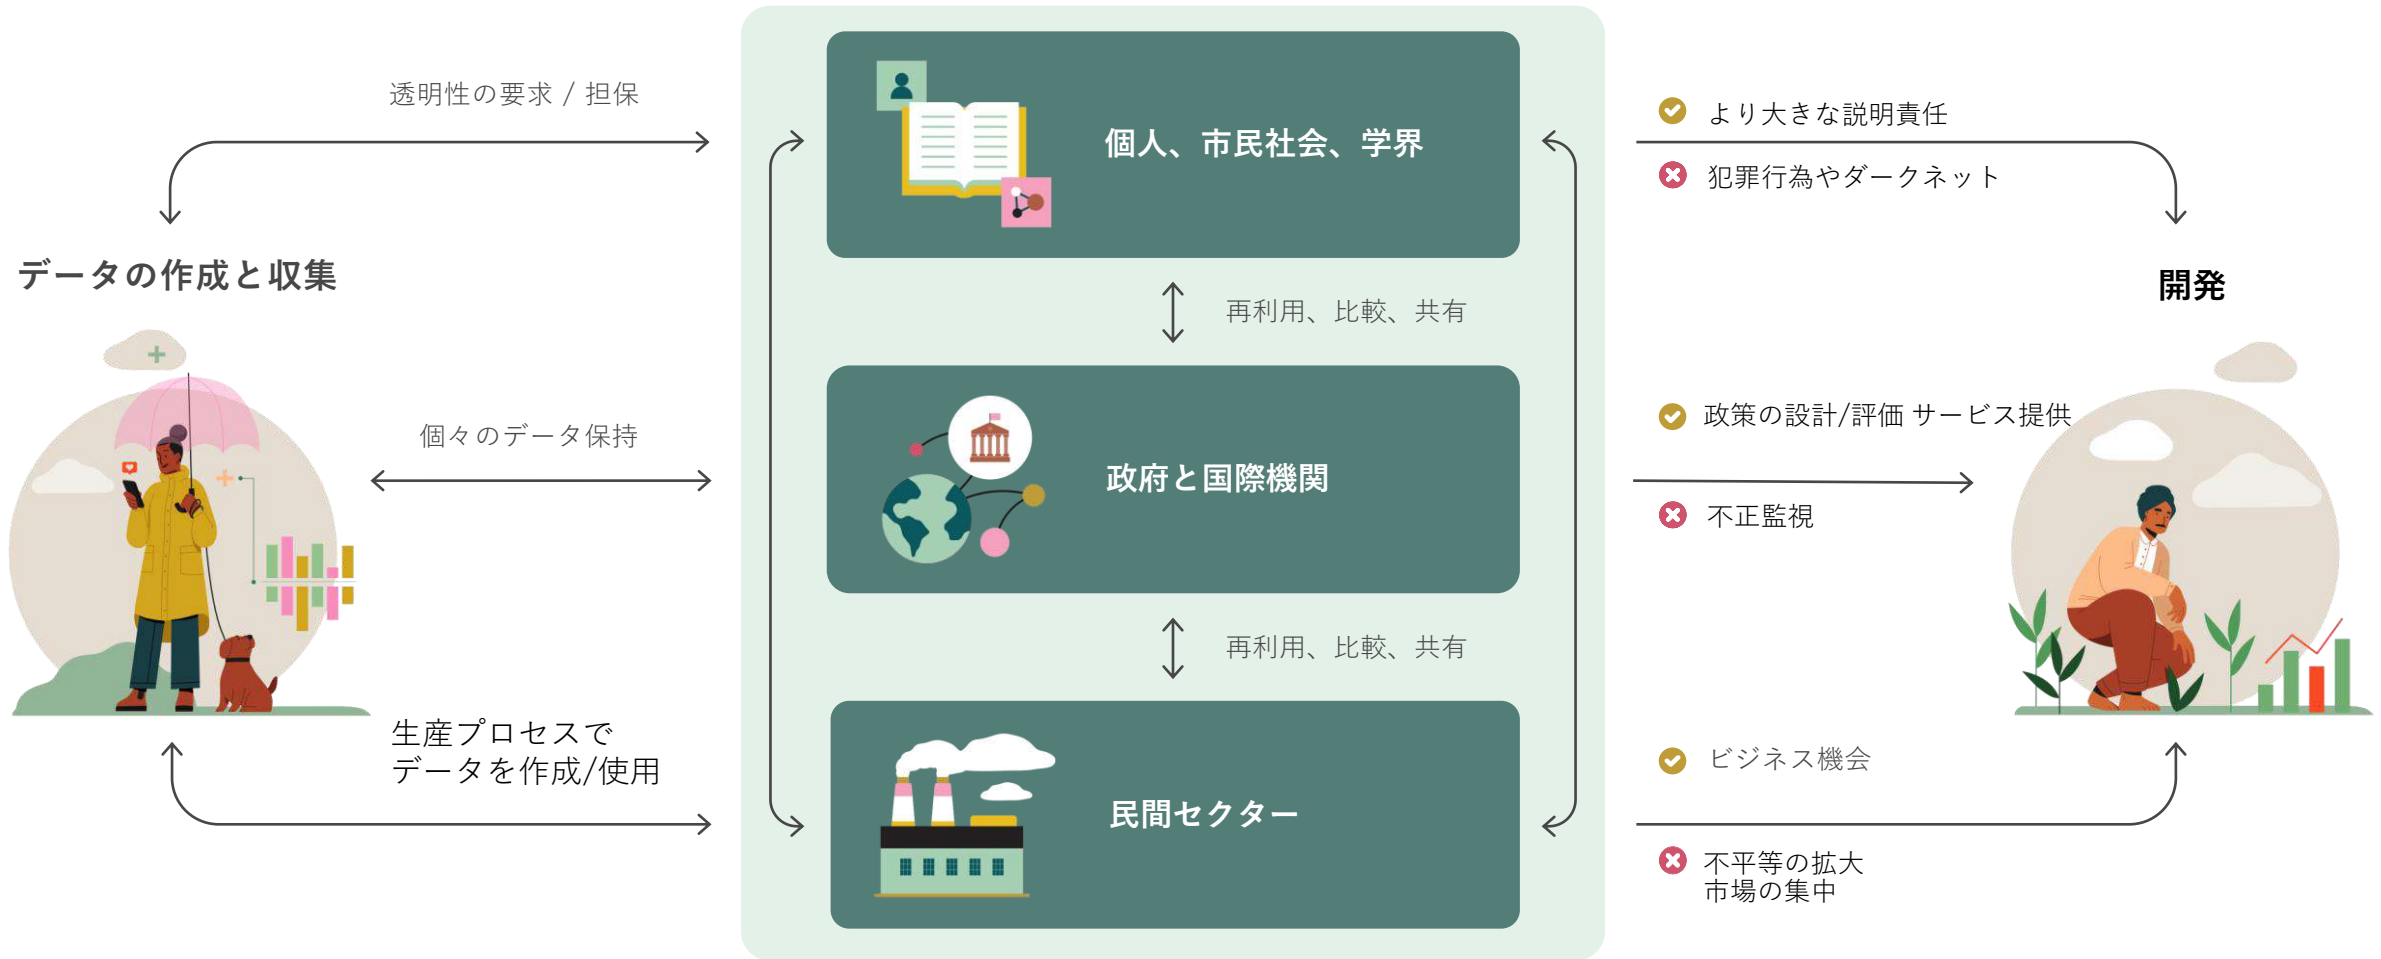 透明性の要求 / 担保
個人、市民社会、学界
より大きな説明責任
犯罪行為やダークネット
データの作成と収集
開発
再利用、比較、共有
個々のデータ保持
政府と国際機関
政策の設計/評価 サービス提供
不正監視
再利用、比較、共有
生産プロセスで
データを作成/使用
民間セクター
ビジネス機会
不平等の拡大
市場の集中